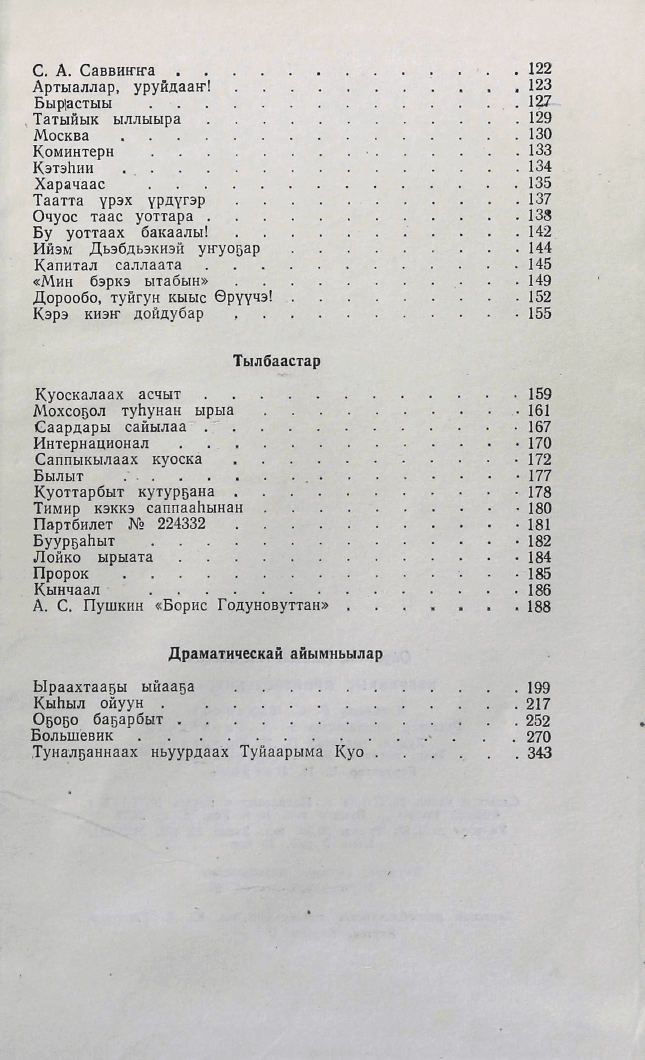 С. А. Саввиҥҥа . . . . . . . . . . . . . 122
Артыаллар, уруйдааҥ! . . . . . . . . . . . 123
Бырастыы . . . . . . . . . . . . . . 127
Татыйык ыллыыра . . . . . . . . . . . . 129
Москва . . . . . . . . . . . . . . . 130
Коминтерн . . . . . . . . . . . . . . 133
Кэтэһии . . . . . . . . . . . . . . . 134
Харачаас . . . . . . . . . . . . . . 135
Таатта үрэх үрдүгэр . . . . . . . . . . . 137
Очуос таас уоттара . . . . . . . . . . . . 138
Бу уоттаах бакаалы! . . . . . . . . . . . 142
Ийэм Дьэбдьэкиэй уҥуоҕар . . . . . . . . . 144
Капитал саллаата . . . . . . . . . . . . 145
«Мин бэркэ ытабын» . . . . . . . . . . . 149
Дорообо, туйгун кыыс Өрүүчэ! . . . . . . . . . 152
Кэрэ киэҥ дойдубар . . . . . . . . . . . 155
Тылбаастар
Куоскалаах асчыт . . . . . . . . . . . . 159
Мохсоҕол туһунан ырыа . . . . . . . . . . 161
Саардары сайылаа . . . . . . . . . . . . 167
Интернационал . . . . . . . . . . . . . 170
Саппыкылаах куоска . . . . . . . . . . . 172
Былыт . . . . . . . . . . . . . . . 177
Куоттарбыт кутурҕана . . . . . . . . . . . 178
Тимир кэккэ саппааһынан . . . . . . . . . . 180
Партбилет № 224332 . . . . . . . . . . . 181
Буурҕаһыт . . . . . . . . . . . . . . 182
Лойко ырыата . . . . . . . . . . . . . 184
Пророк . . . . . . . . . . . . . . . 185
Кынчаал . . . . . . . . . . . . . . 186
А. С. Пушкин «Борис Годуновуттан» . . . . . . . 188
Драматическай айымньылар
Ыраахтааҕы ыйааҕа . . . . . . . . . . . 199
Кыһыл ойуун . . . . . . . . . . . . . 217
Оҕоҕо баҕарбыт . . . . . . . . . . . . . 252
Большевик . . . . . . . . . . . . . . 270
Туналҕаннаах ньуурдаах Туйаарыма Куо . . . . . . 343